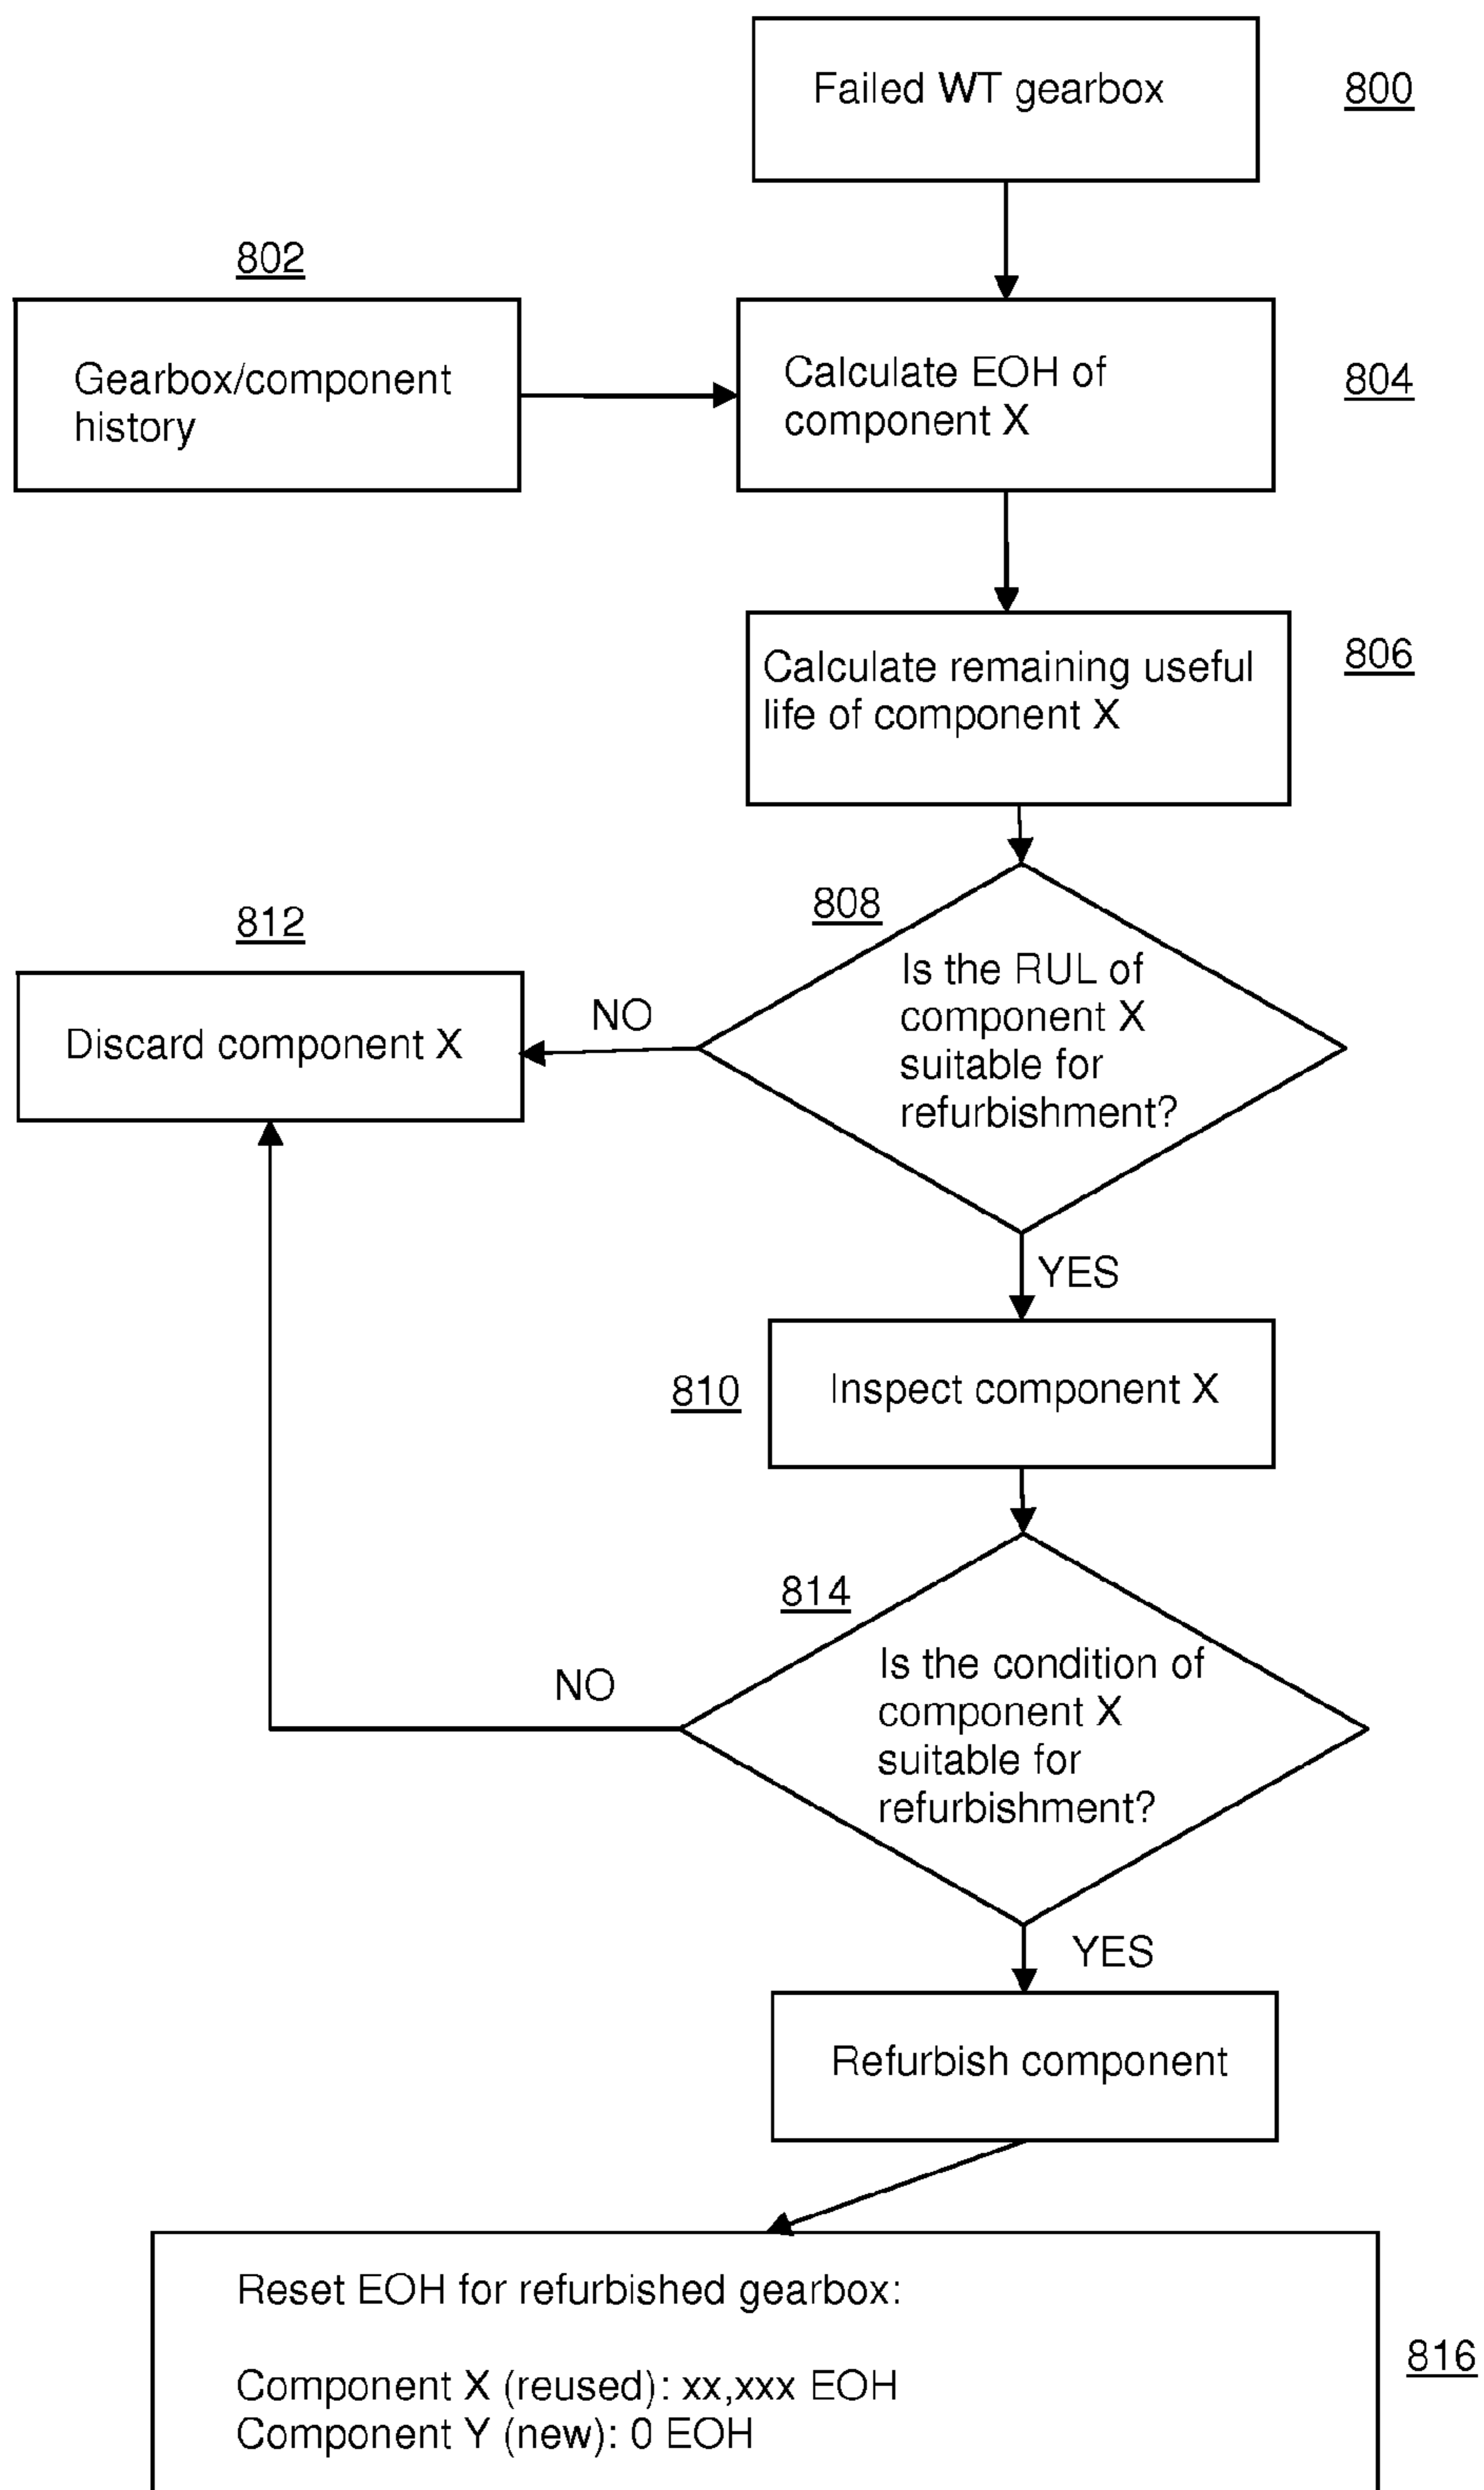 Failed WT gearbox
800
802
Gearbox/component
history
Calculate EOH of
component X
804
Calculate remaining useful
life of component X
806
808
Is the RUL of
component X
suitable for
refurbishment?
812
NO
Discard component X
YES
810
Inspect component X
814
Is the condition of
component X
suitable for
refurbishment?
NO
YES
Refurbish component
Reset EOH for refurbished gearbox:
Component X (reused): xx,xxx EOH
Component Y (new): 0 EOH
816